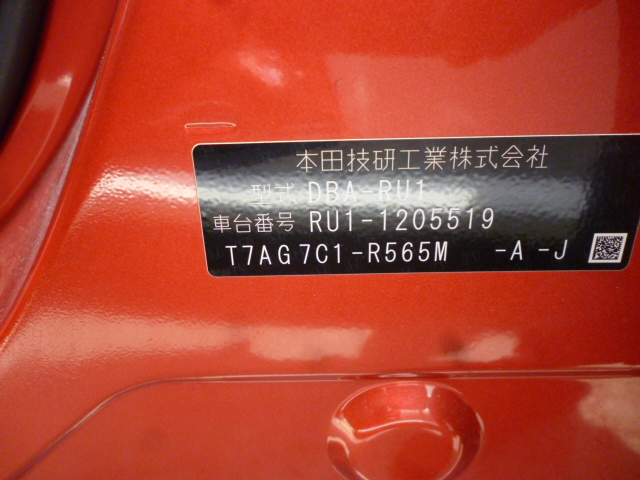 本田技研工業株式会社
型式 DBA-RU1
車台番号 RU1-1205519
T7AG7C1-R565M -A -J